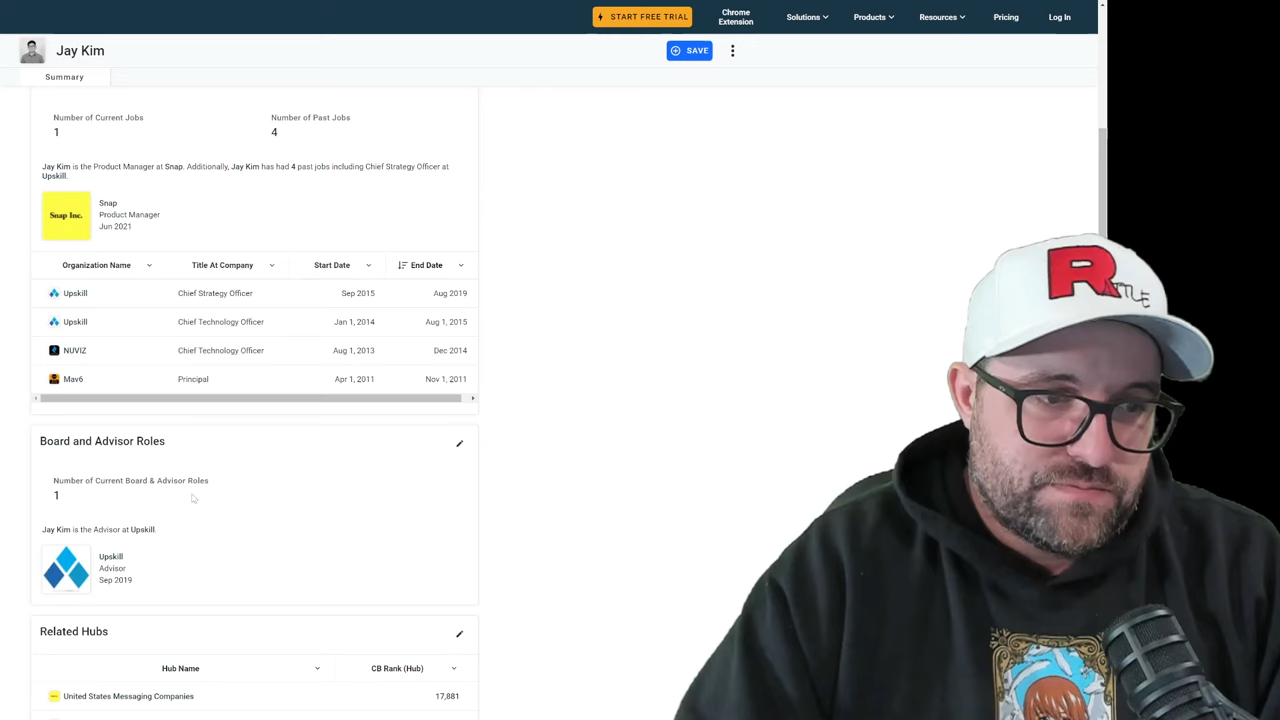 START FREE TRIAL
Chrome
Extension
Solutions
Products
Resources
Pricing
Log In
Jay Kim
SAVE
Summary
Number of Current Jobs
Number of Past Jobs
1
4
Jay Kim is the Product Manager at Snap. Additionally, Jay Kim has had 4 past jobs including Chief Strategy Officer at
Upskill.
Snap Inc.
Snap
Product Manager
Jun 2021
Organization Name Title At Company Start Date End Date
Upskill Chief Strategy Officer Sep 2015 Aug 2019
Upskill Chief Technology Officer Jan 1, 2014 Aug 1, 2015
NUVIZ Chief Technology Officer Aug 1, 2013 Dec 2014
Mav6 Principal Apr 1, 2011 Nov 1, 2011
Board and Advisor Roles
Number of Current Board & Advisor Roles
1
Jay Kim is the Advisor at Upskill.
Upskill
Advisor
Sep 2019
Related Hubs
Hub Name CB Rank (Hub)
United States Messaging Companies 17,881
R